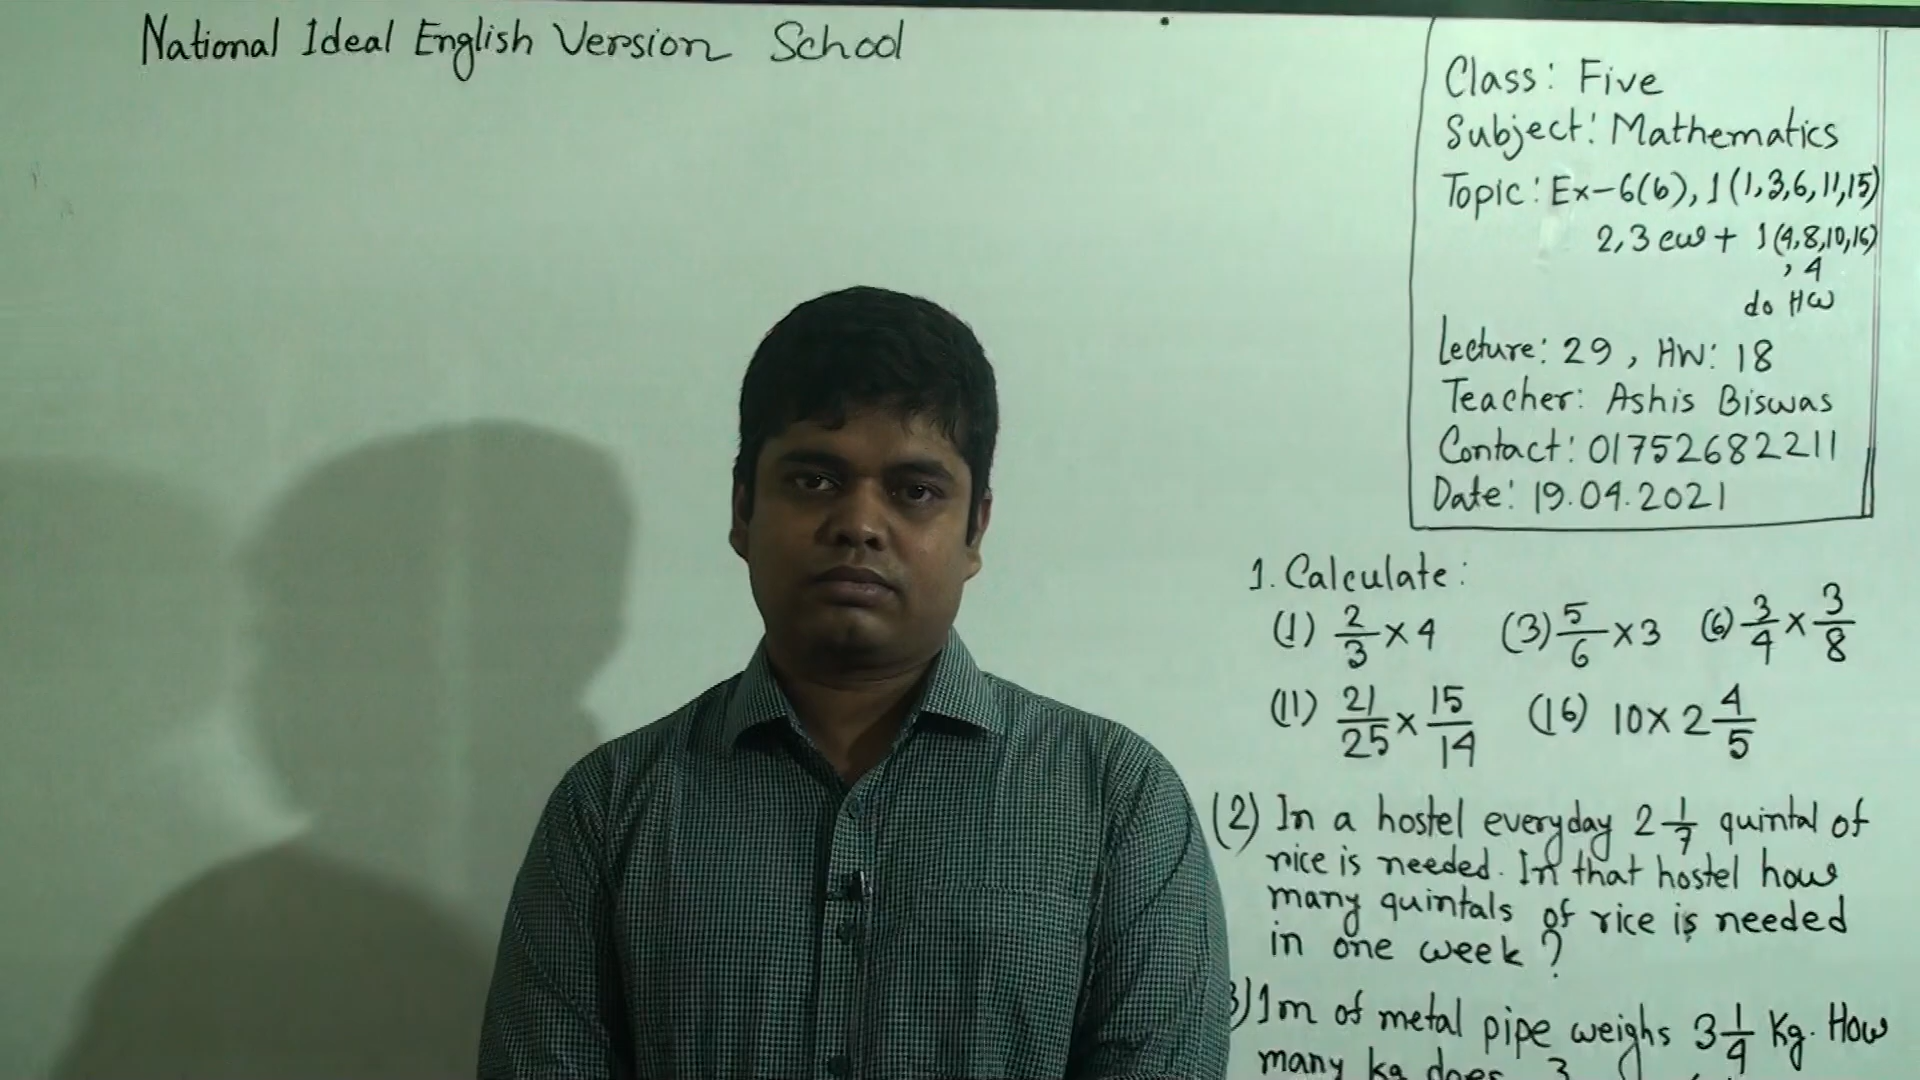 National Ideal English Version School
Class: Five
Subject: Mathematics
Topic: Ex-6(b), 1(1,3,6,11,15)
2,3 cw + 1(4,8,10,16)
, 4
do HW
Lecture: 29, HW: 18
Teacher: Ashis Biswas
Contact: 01752682211
Date: 19.04.2021
1. Calculate:
(1) 2/3 × 4 (3) 5/6 × 3 (6) 3/4 × 3/8
(11) 21/25 × 15/14 (16) 10 × 2 4/5
(2) In a hostel everyday 2 1/7 quintal of
rice is needed. In that hostel how
many quintals of rice is needed
in one week?
3) 1m of metal pipe weighs 3 1/4 kg. How
many kg does 3